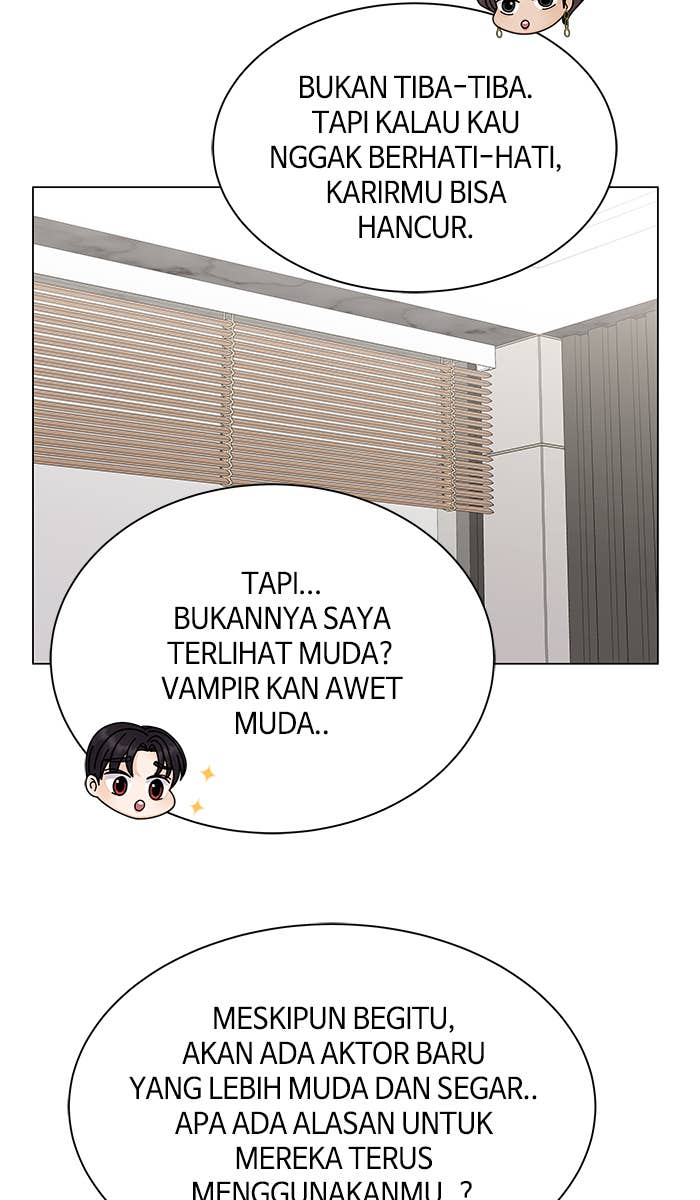 BUKAN TIBA-TIBA.
TAPI KALAU KAU
NGGAK BERHATI-HATI,
KARIRMU BISA
HANCUR.
TAPI...
BUKANNYA SAYA
TERLIHAT MUDA?
VAMPIR KAN AWET
MUDA..
MESKIPUN BEGITU,
AKAN ADA AKTOR BARU
YANG LEBIH MUDA DAN SEGAR..
APA ADA ALASAN UNTUK
MEREKA TERUS
MENGGUNAKANMU..?